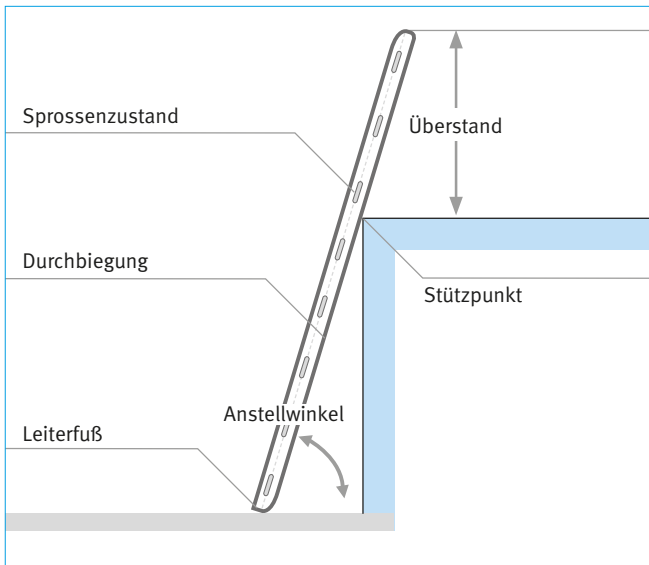 Sprossenzustand
Überstand
Durchbiegung
Stützpunkt
Anstellwinkel
Leiterfuß